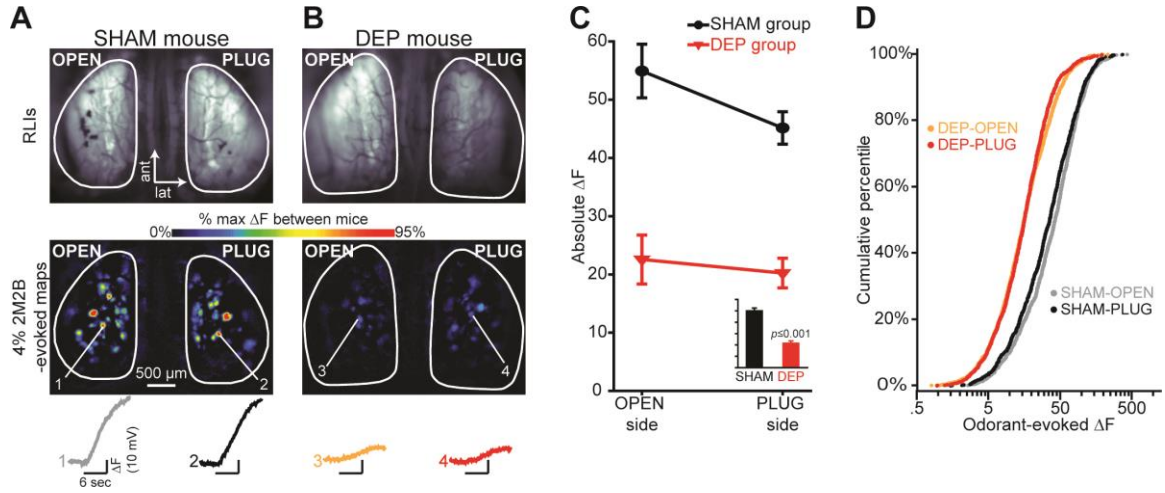 A
SHAM mouse
OPEN
PLUG
RLIs
ant
lat
B
DEP mouse
% max ΔF between mice
0%
95%
4% 2M2B
-evoked maps
OPEN
PLUG
OPEN
PLUG
1
500 µm
2
3
4
1
ΔF
(10 mV)
6 sec
2
3
4
C
SHAM group
DEP group
Absolute ΔF
60
50
40
30
20
10
0
p≤0.001
SHAM DEP
OPEN
side
PLUG
side
D
Cumulative percentile
100%
80%
60%
40%
20%
0%
DEP-OPEN
DEP-PLUG
SHAM-OPEN
SHAM-PLUG
.5
5
50
500
Odorant-evoked ΔF